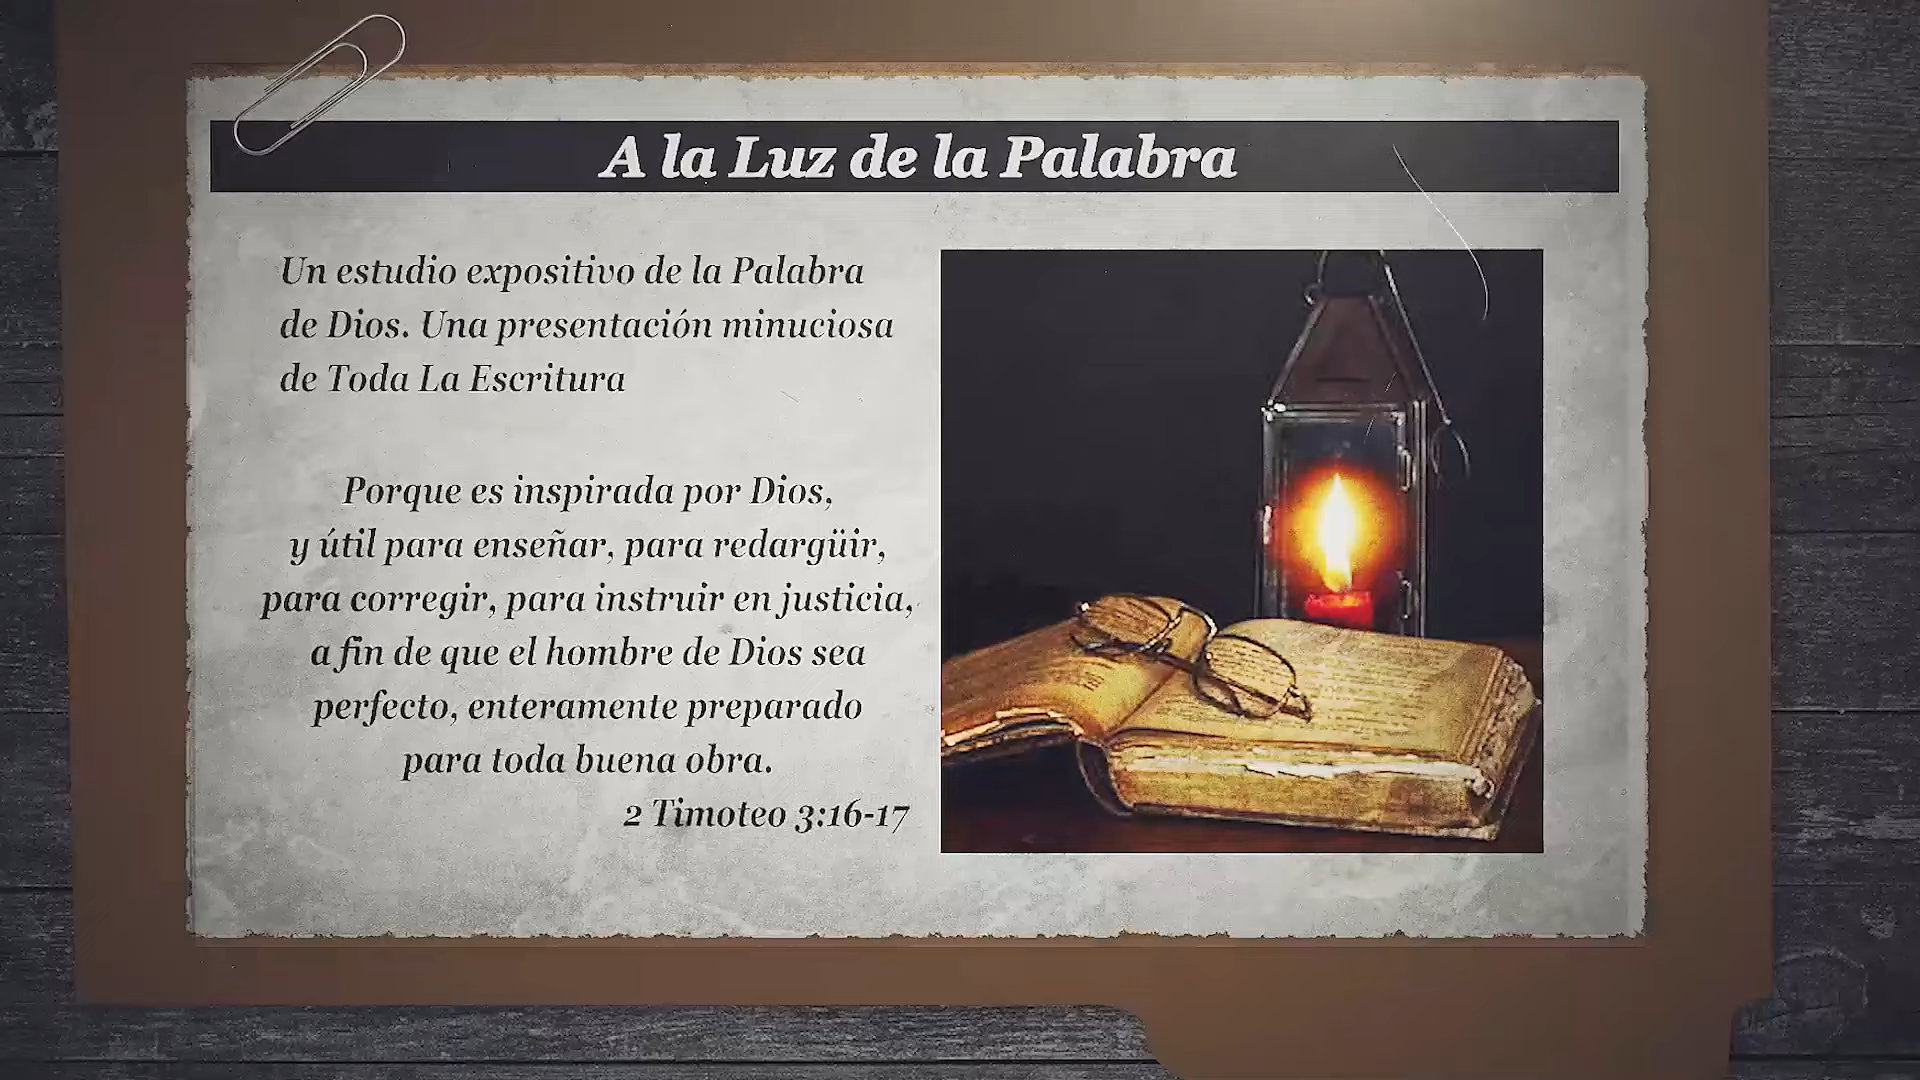 A la Luz de la Palabra
Un estudio expositivo de la Palabra
de Dios. Una presentación minuciosa
de Toda La Escritura
Porque es inspirada por Dios,
y útil para enseñar, para redargüir,
para corregir, para instruir en justicia,
a fin de que el hombre de Dios sea
perfecto, enteramente preparado
para toda buena obra.
2 Timoteo 3:16-17